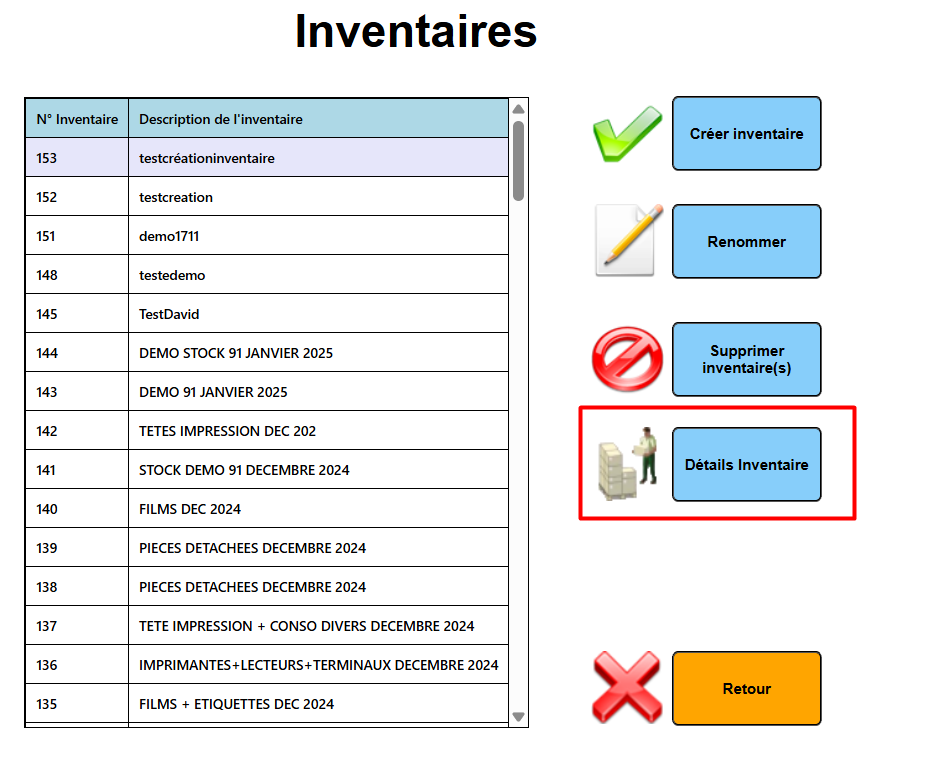 Inventaires
N° Inventaire Description de l'inventaire
153 testcréationinventaire
152 testcreation
151 demo1711
148 testedemo
145 TestDavid
144 DEMO STOCK 91 JANVIER 2025
143 DEMO 91 JANVIER 2025
142 TETES IMPRESSION DEC 202
141 STOCK DEMO 91 DECEMBRE 2024
140 FILMS DEC 2024
139 PIECES DETACHEES DECEMBRE 2024
138 PIECES DETACHEES DECEMBRE 2024
137 TETE IMPRESSION + CONSO DIVERS DECEMBRE 2024
136 IMPRIMANTES+LECTEURS+TERMINAUX DECEMBRE 2024
135 FILMS + ETIQUETTES DEC 2024
Créer inventaire
Renommer
Supprimer
inventaire(s)
Détails Inventaire
Retour